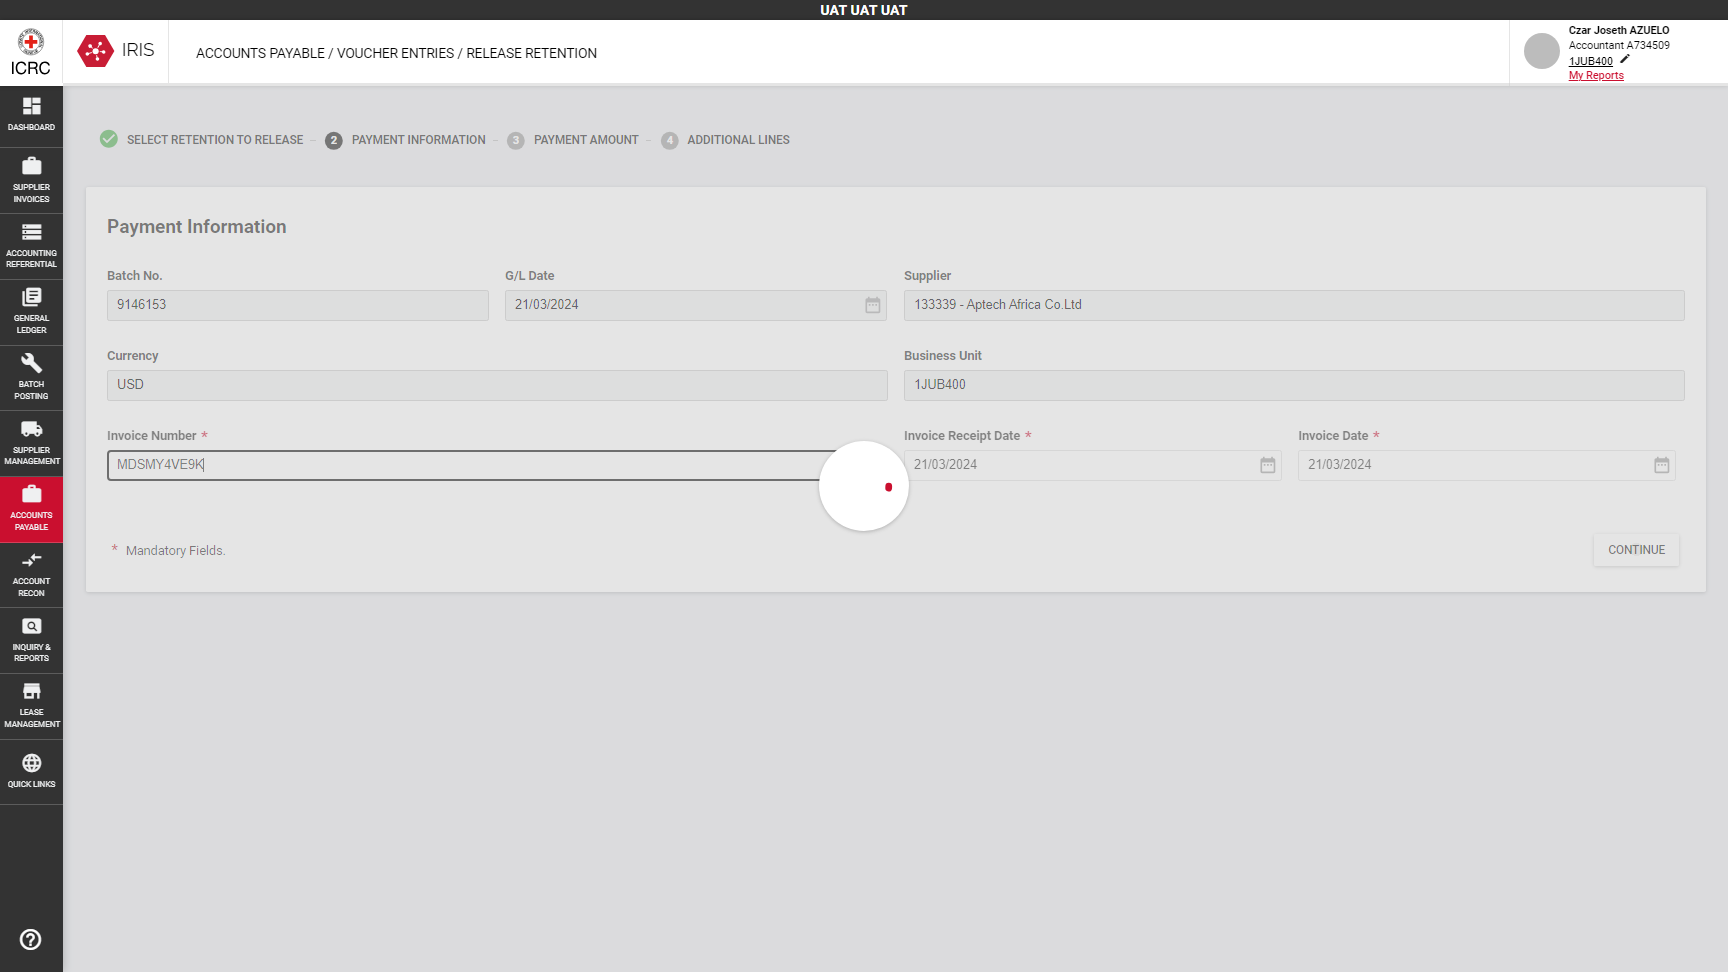 UAT UAT UAT
ICRC
IRIS
ACCOUNTS PAYABLE / VOUCHER ENTRIES / RELEASE RETENTION
Czar Joseth AZUELO
Accountant A734509
1JUB400
My Reports
DASHBOARD
SUPPLIER
INVOICES
ACCOUNTING
REFERENTIAL
GENERAL
LEDGER
BATCH
POSTING
SUPPLIER
MANAGEMENT
ACCOUNTS
PAYABLE
ACCOUNT
RECON
INQUIRY &
REPORTS
LEASE
MANAGEMENT
QUICK LINKS
SELECT RETENTION TO RELEASE
2 PAYMENT INFORMATION
3 PAYMENT AMOUNT
4 ADDITIONAL LINES
Payment Information
Batch No.
9146153
G/L Date
21/03/2024
Supplier
133339 - Aptech Africa Co.Ltd
Currency
USD
Business Unit
1JUB400
Invoice Number *
MDSMY4VE9K
Invoice Receipt Date *
21/03/2024
Invoice Date *
21/03/2024
* Mandatory Fields.
CONTINUE